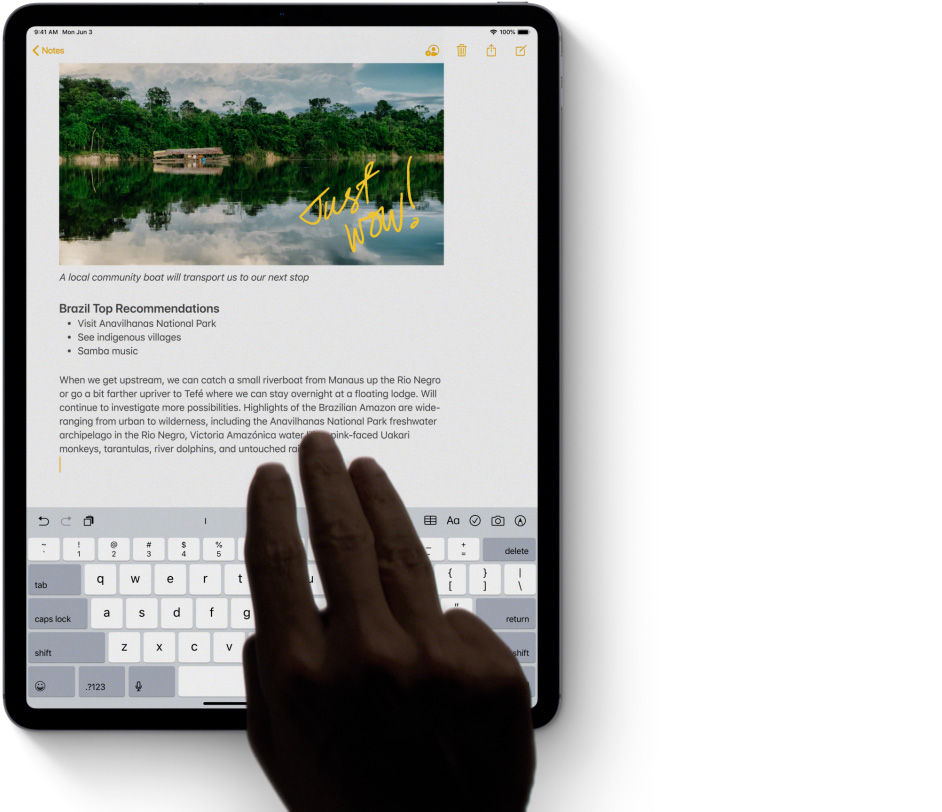 9:41 AM Mon Jun 3
100%
Notes
Just
wow!
A local community boat will transport us to our next stop
Brazil Top Recommendations
• Visit Anavilhanas National Park
• See indigenous villages
• Samba music
When we get upstream, we can catch a small riverboat from Manaus up the Rio Negro
or go a bit farther upriver to Tefé where we can stay overnight at a floating lodge. Will
continue to investigate more possibilities. Highlights of the Brazilian Amazon are wide-
ranging from urban to wilderness, including the Anavilhanas National Park freshwater
archipelago in the Rio Negro, Victoria Amazónica water pink-faced Uakari
monkeys, tarantulas, river dolphins, and untouched
I
Aa
~ ! @ # $ % _ +
` 1 2 3 4 5 = delete
tab q w e r t u { [ } ] | \
caps lock a s d f g " return
shift z x c v shift
.?123